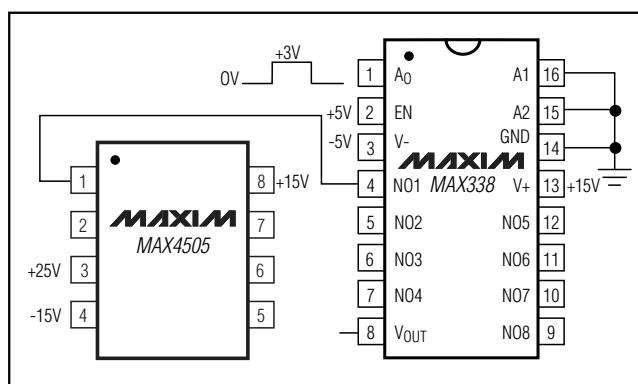 +3V
0V
1 A0 A1 16
+5V 2 EN A2 15
-5V 3 V- GND 14
MAXIM
4 NO1 MAX338 V+ 13 +15V
5 NO2 NO5 12
6 NO3 NO6 11
7 NO4 NO7 10
8 VOUT NO8 9
1 8 +15V
2 MAXIM 7
MAX4505
+25V 3 6
-15V 4 5